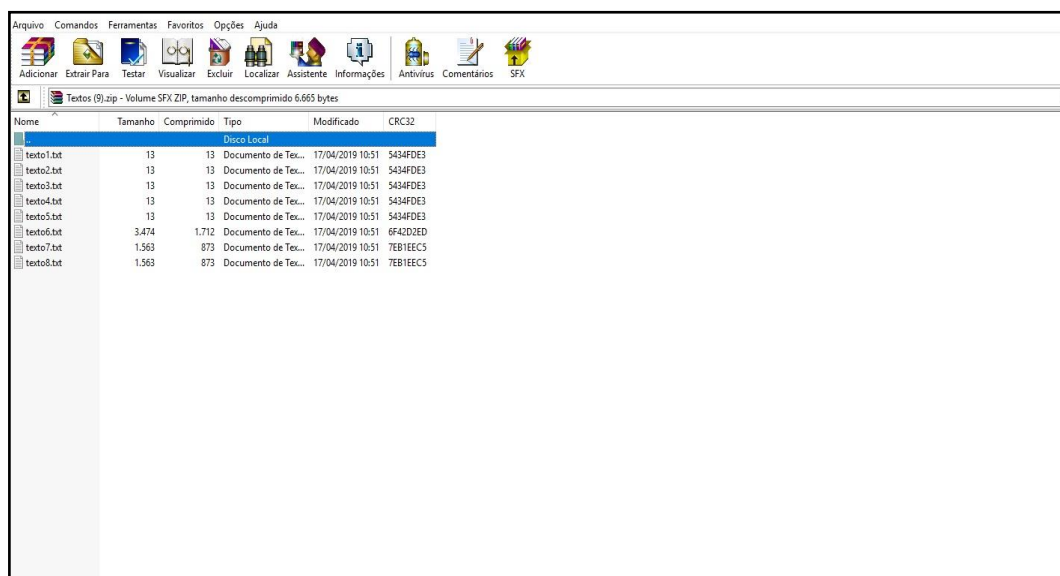 Arquivo Comandos Ferramentas Favoritos Opções Ajuda
Adicionar Extrair Para Testar Visualizar Excluir Localizar Assistente Informações Antivírus Comentários SFX
Textos (9).zip - Volume SFX ZIP, tamanho descomprimido 6.665 bytes
Nome Tamanho Comprimido Tipo Modificado CRC32
.. Disco Local
texto1.txt 13 13 Documento de Tex... 17/04/2019 10:51 5434FDE3
texto2.txt 13 13 Documento de Tex... 17/04/2019 10:51 5434FDE3
texto3.txt 13 13 Documento de Tex... 17/04/2019 10:51 5434FDE3
texto4.txt 13 13 Documento de Tex... 17/04/2019 10:51 5434FDE3
texto5.txt 13 13 Documento de Tex... 17/04/2019 10:51 5434FDE3
texto6.txt 3.474 1.712 Documento de Tex... 17/04/2019 10:51 6F42D2ED
texto7.txt 1.563 873 Documento de Tex... 17/04/2019 10:51 7EB1EEC5
texto8.txt 1.563 873 Documento de Tex... 17/04/2019 10:51 7EB1EEC5